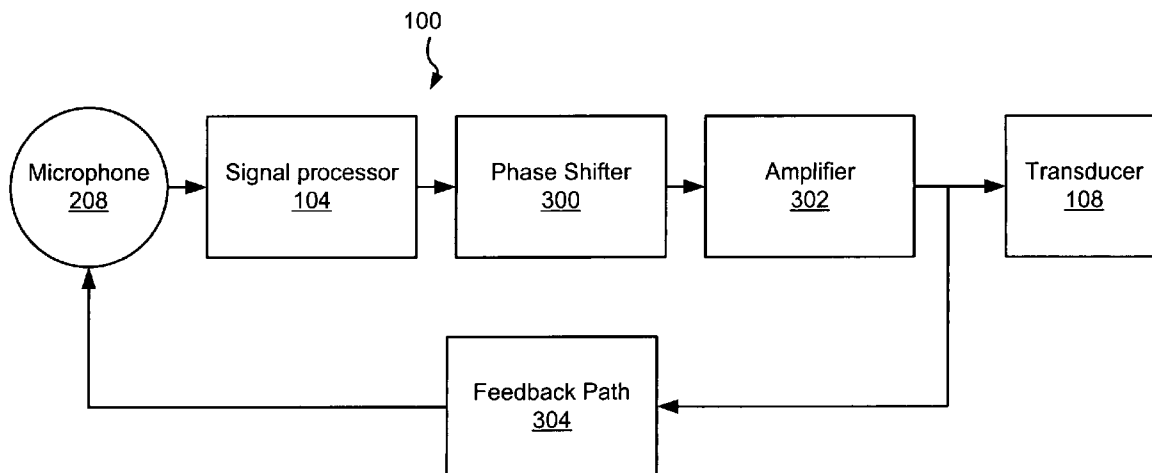 100
Microphone
208
Signal processor
104
Phase Shifter
300
Amplifier
302
Transducer
108
Feedback Path
304